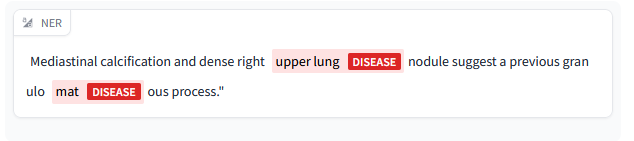 NER
Mediastinal calcification and dense right upper lung DISEASE nodule suggest a previous gran
ulo mat DISEASE ous process."